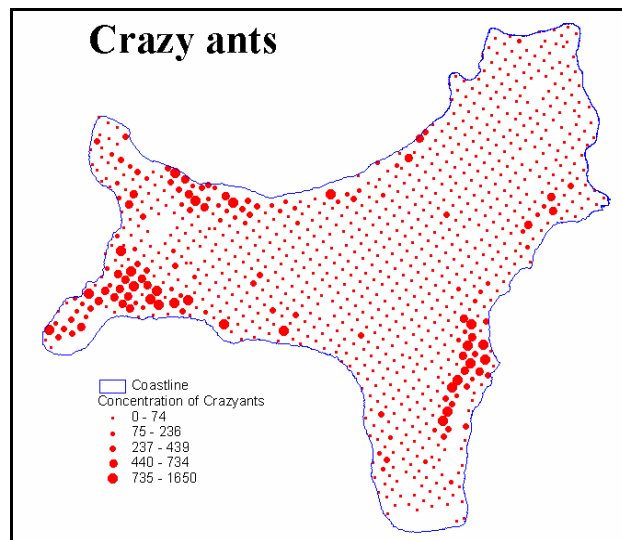 Crazy ants
Coastline
Concentration of Crazyants
0 - 74
75 - 236
237 - 439
440 - 734
735 - 1650